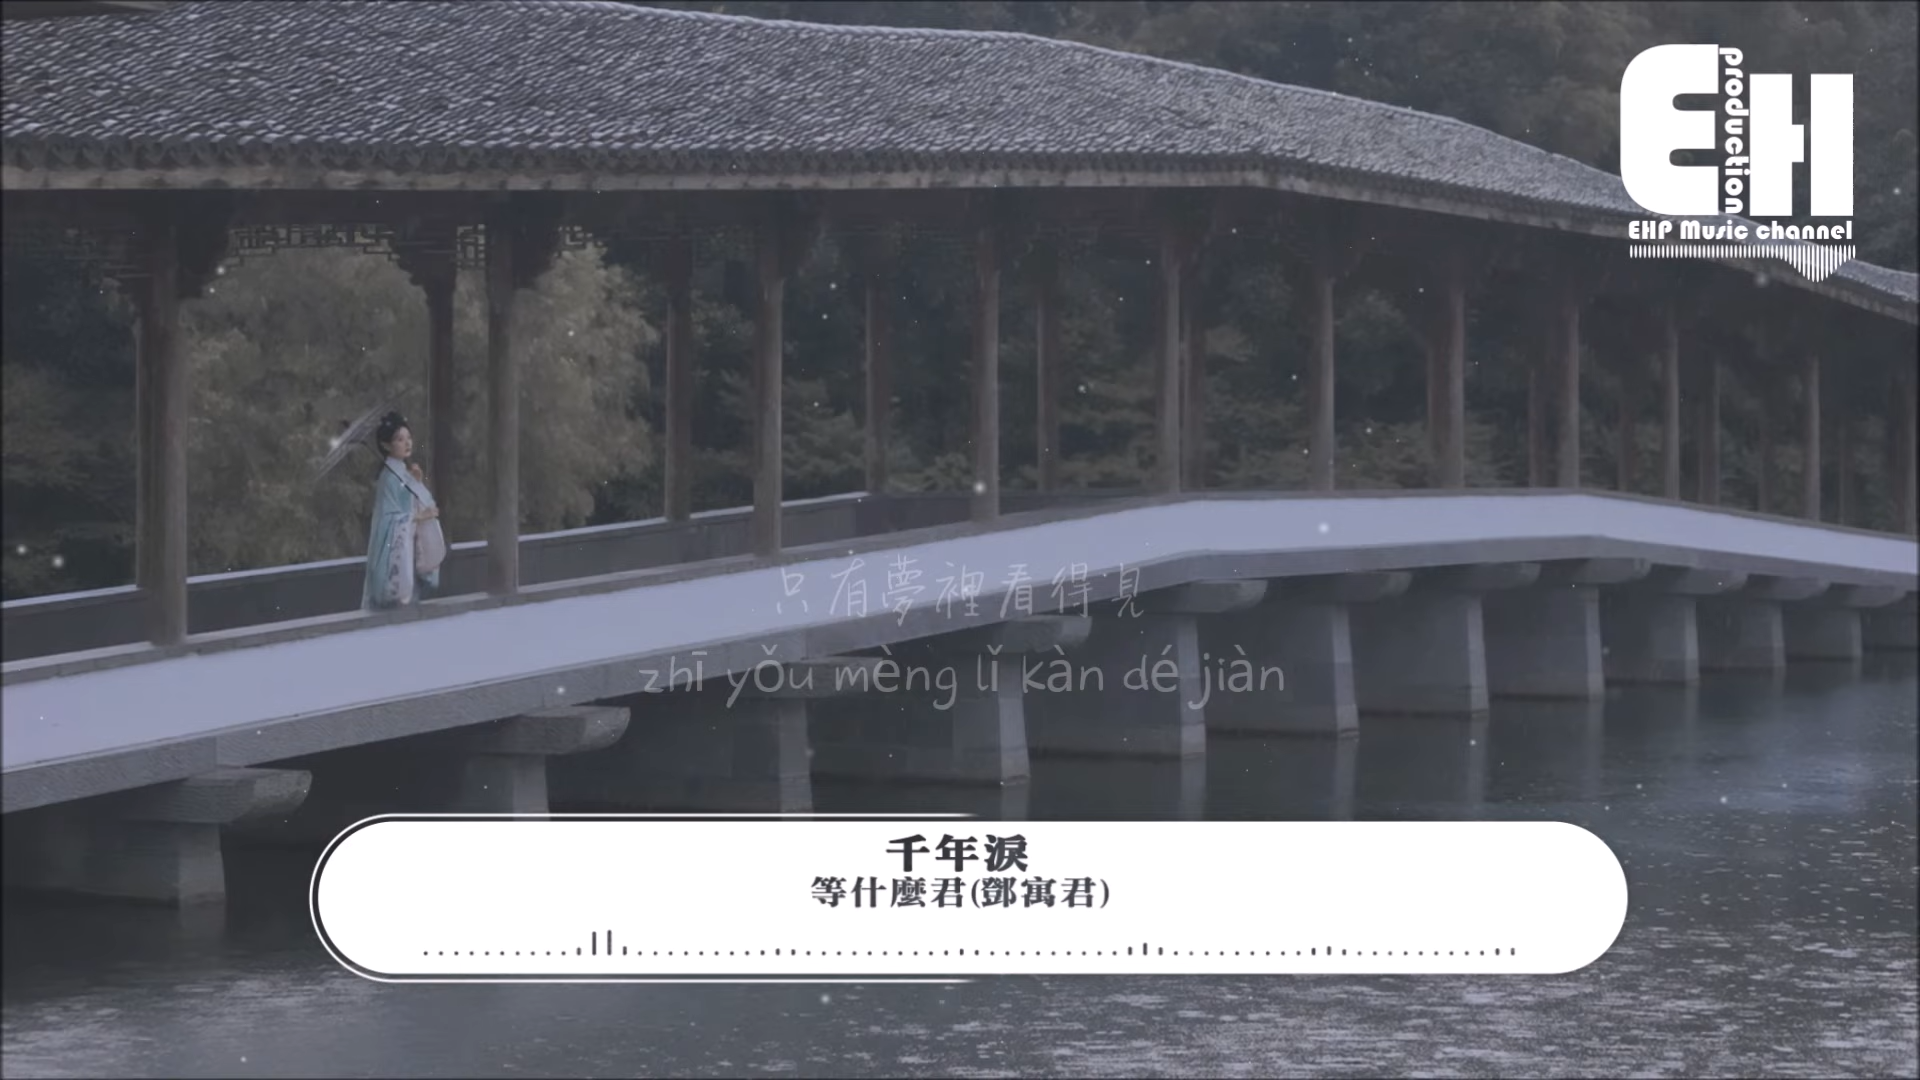 EH
production
EHP Music channel
只有夢裡看得見
zhī yǒu mèng lǐ kàn dé jiàn
千年淚
等什麼君(鄧寓君)